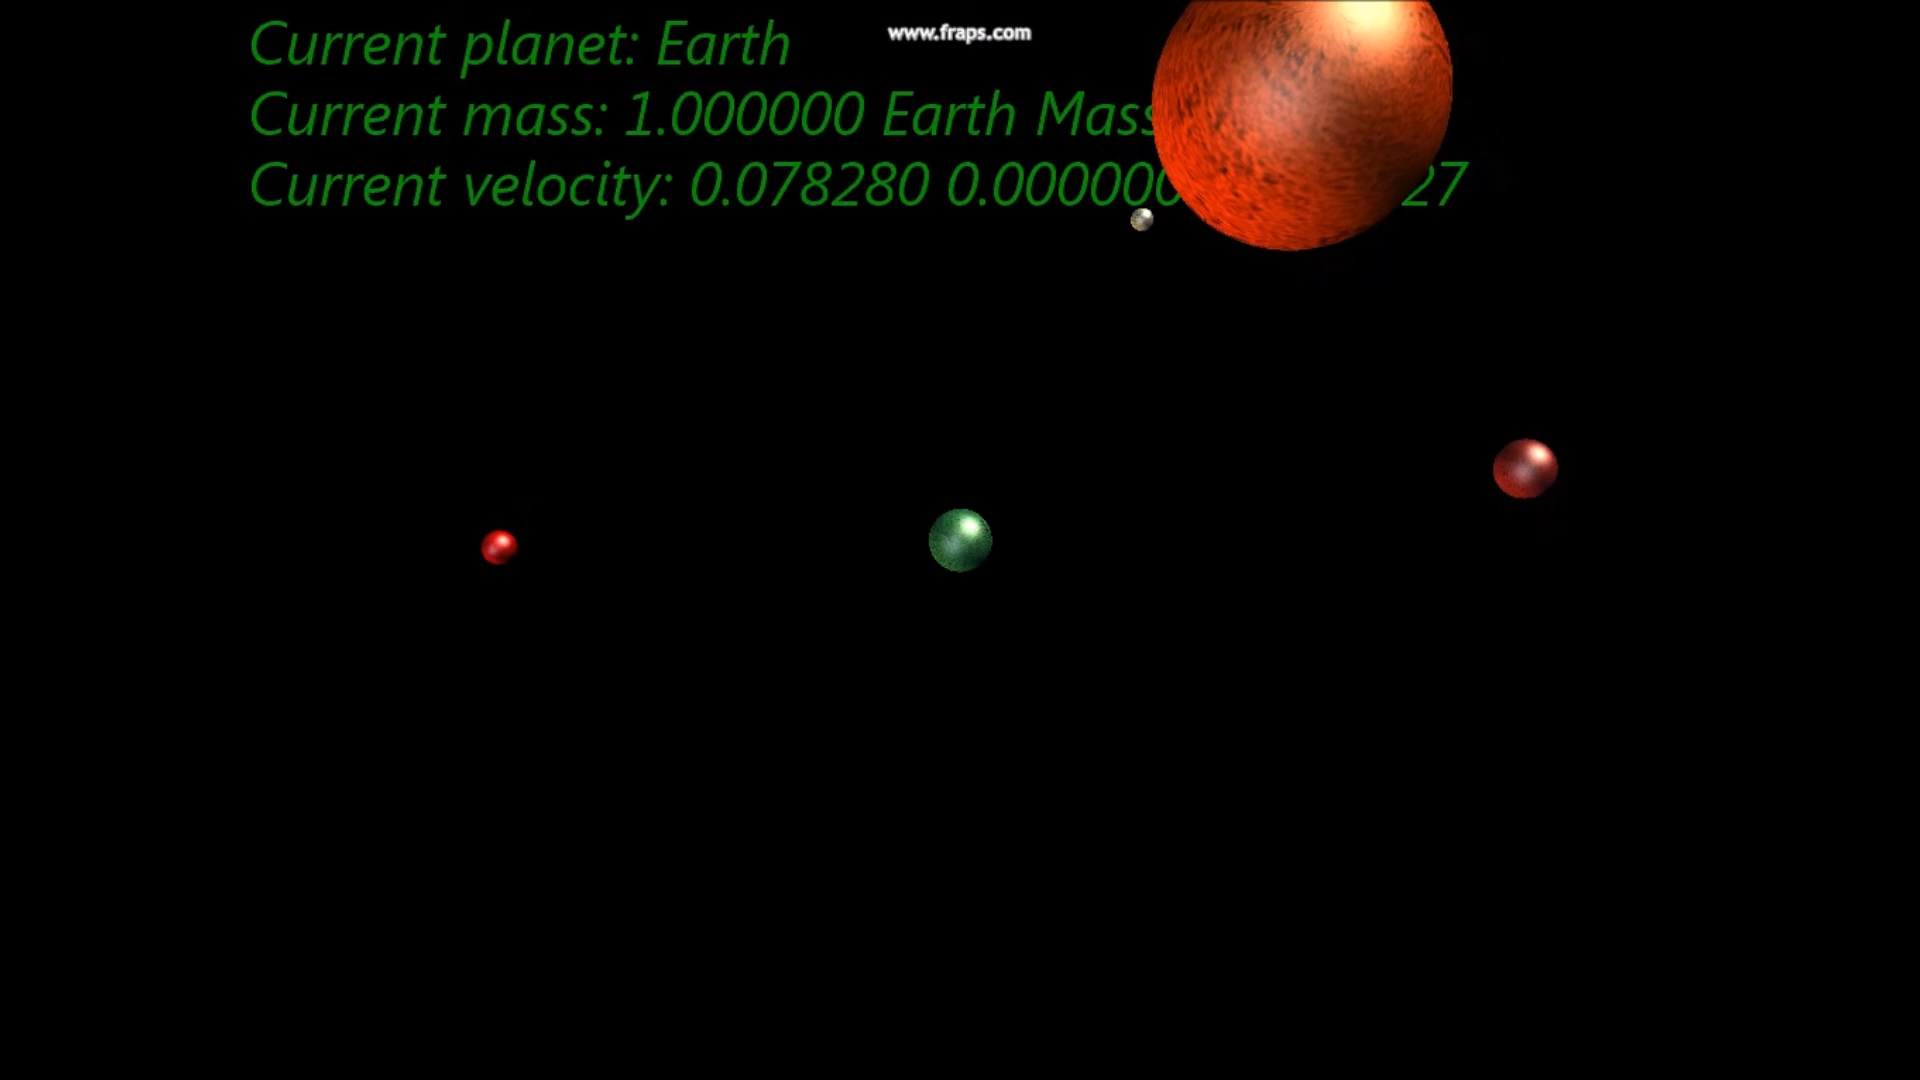 Current planet: Earth
www.fraps.com
Current mass: 1.000000 Earth Mass
Current velocity: 0.078280 0.000000 27